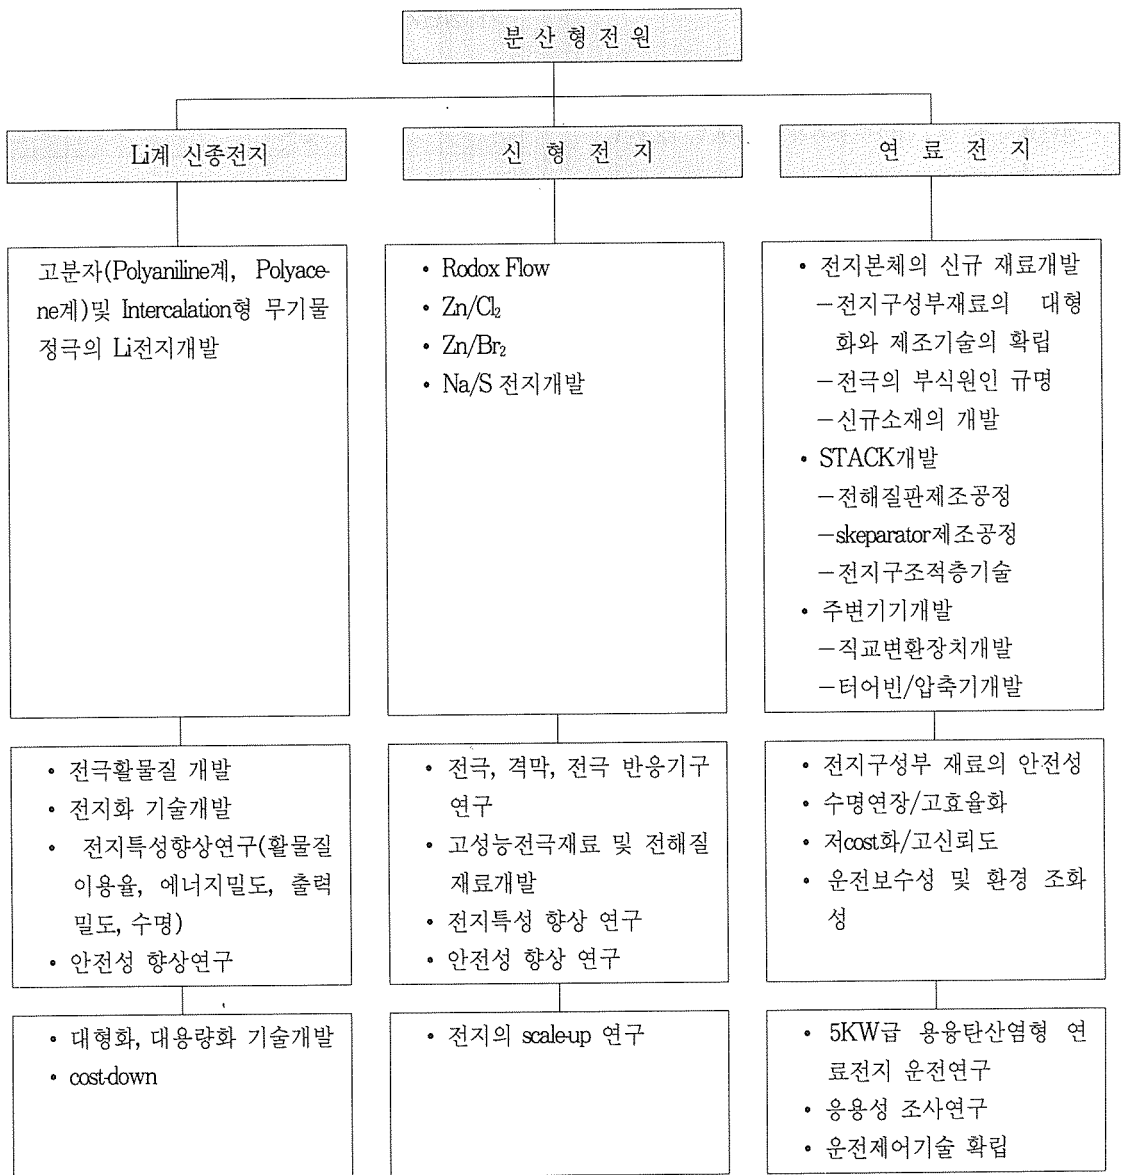 분 산 형 전 원
Li계 신종전지
고분자(Polyaniline계, Polyace-
ne계)및 Intercalation형 무기물
정극의 Li전지개발
• 전극활물질 개발
• 전지화 기술개발
• 전지특성향상연구(활물질
이용율, 에너지밀도, 출력
밀도, 수명)
• 안전성 향상연구
• 대형화, 대용량화 기술개발
• cost-down
신 형 전 지
• Rodox Flow
• Zn/Cl₂
• Zn/Br₂
• Na/S 전지개발
• 전극, 격막, 전극 반응기구
연구
• 고성능전극재료 및 전해질
재료개발
• 전지특성 향상 연구
• 안전성 향상 연구
• 전지의 scale-up 연구
연 료 전 지
• 전지본체의 신규 재료개발
－전지구성부재료의 대형
화와 제조기술의 확립
－전극의 부식원인 규명
－신규소재의 개발
• STACK개발
－전해질판제조공정
－skeparator제조공정
－전지구조적층기술
• 주변기기개발
－직교변환장치개발
－터어빈/압축기개발
• 전지구성부 재료의 안전성
• 수명연장/고효율화
• 저cost화/고신뢰도
• 운전보수성 및 환경 조화
성
• 5KW급 용융탄산염형 연
료전지 운전연구
• 응용성 조사연구
• 운전제어기술 확립